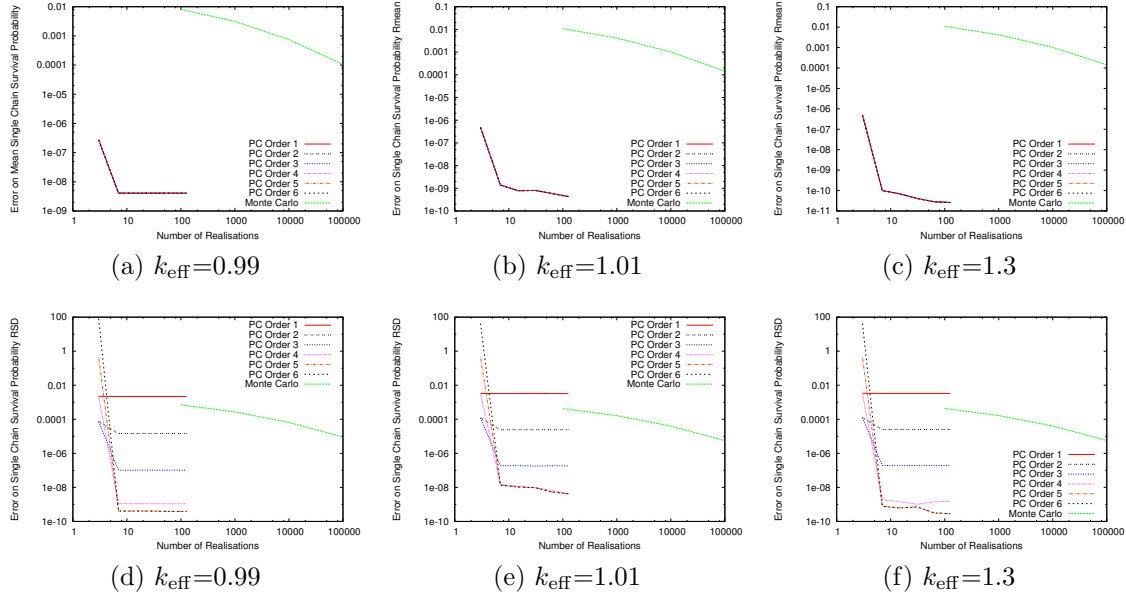 0.01
0.001
0.0001
1e-05
1e-06
1e-07
1e-08
1e-09
1
10
100
1000
10000
100000
Error on Mean Single Chain Survival Probability
Number of Realisations
PC Order 1
PC Order 2
PC Order 3
PC Order 4
PC Order 5
PC Order 6
Monte Carlo
(a) keff=0.99
0.1
0.01
0.001
0.0001
1e-05
1e-06
1e-07
1e-08
1e-09
1e-10
1
10
100
1000
10000
100000
Error on Single Chain Survival Probability Rmean
Number of Realisations
PC Order 1
PC Order 2
PC Order 3
PC Order 4
PC Order 5
PC Order 6
Monte Carlo
(b) keff=1.01
0.1
0.01
0.001
0.0001
1e-05
1e-06
1e-07
1e-08
1e-09
1e-10
1e-11
1
10
100
1000
10000
100000
Error on Single Chain Survival Probability Rmean
Number of Realisations
PC Order 1
PC Order 2
PC Order 3
PC Order 4
PC Order 5
PC Order 6
Monte Carlo
(c) keff=1.3
100
1
0.01
0.0001
1e-06
1e-08
1e-10
1
10
100
1000
10000
100000
Error on Single Chain Survival Probability RSD
Number of Realisations
PC Order 1
PC Order 2
PC Order 3
PC Order 4
PC Order 5
PC Order 6
Monte Carlo
(d) keff=0.99
100
1
0.01
0.0001
1e-06
1e-08
1e-10
1
10
100
1000
10000
100000
Error on Single Chain Survival Probability RSD
Number of Realisations
PC Order 1
PC Order 2
PC Order 3
PC Order 4
PC Order 5
PC Order 6
Monte Carlo
(e) keff=1.01
100
1
0.01
0.0001
1e-06
1e-08
1e-10
1
10
100
1000
10000
100000
Error on Single Chain Survival Probability RSD
Number of Realisations
PC Order 1
PC Order 2
PC Order 3
PC Order 4
PC Order 5
PC Order 6
Monte Carlo
(f) keff=1.3